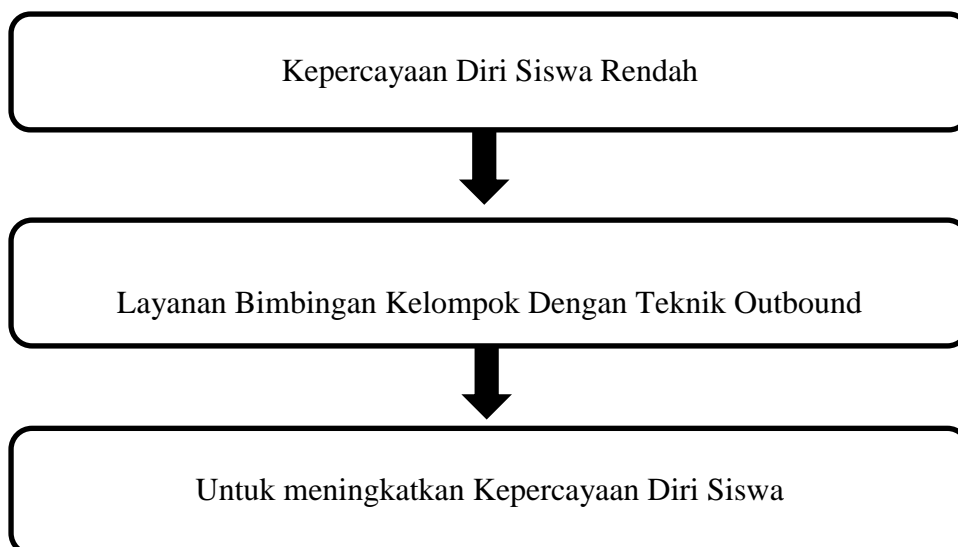 Kepercayaan Diri Siswa Rendah
Layanan Bimbingan Kelompok Dengan Teknik Outbound
Untuk meningkatkan Kepercayaan Diri Siswa